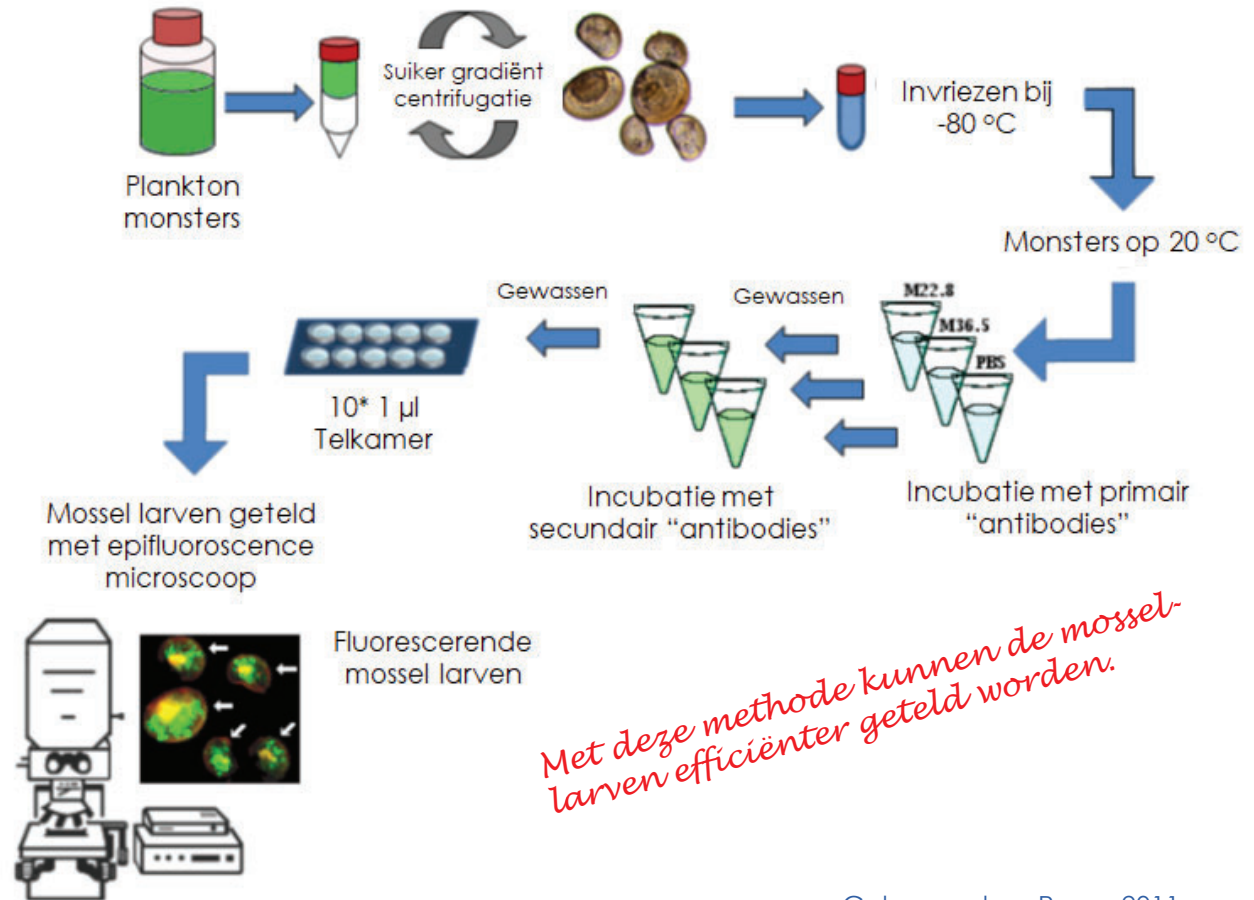 Suiker gradiënt
centrifugatie
Plankton
monsters
Invriezen bij
-80 °C
Monsters op 20 °C
M22.8
M36.5
PBS
Gewassen
Gewassen
Incubatie met primair
“antibodies”
Incubatie met
secundair “antibodies”
10* 1 µl
Telkamer
Mossel larven geteld
met epifluoroscence
microscoop
Fluorescerende
mossel larven
Met deze methode kunnen de mossel-
larven efficiënter geteld worden.